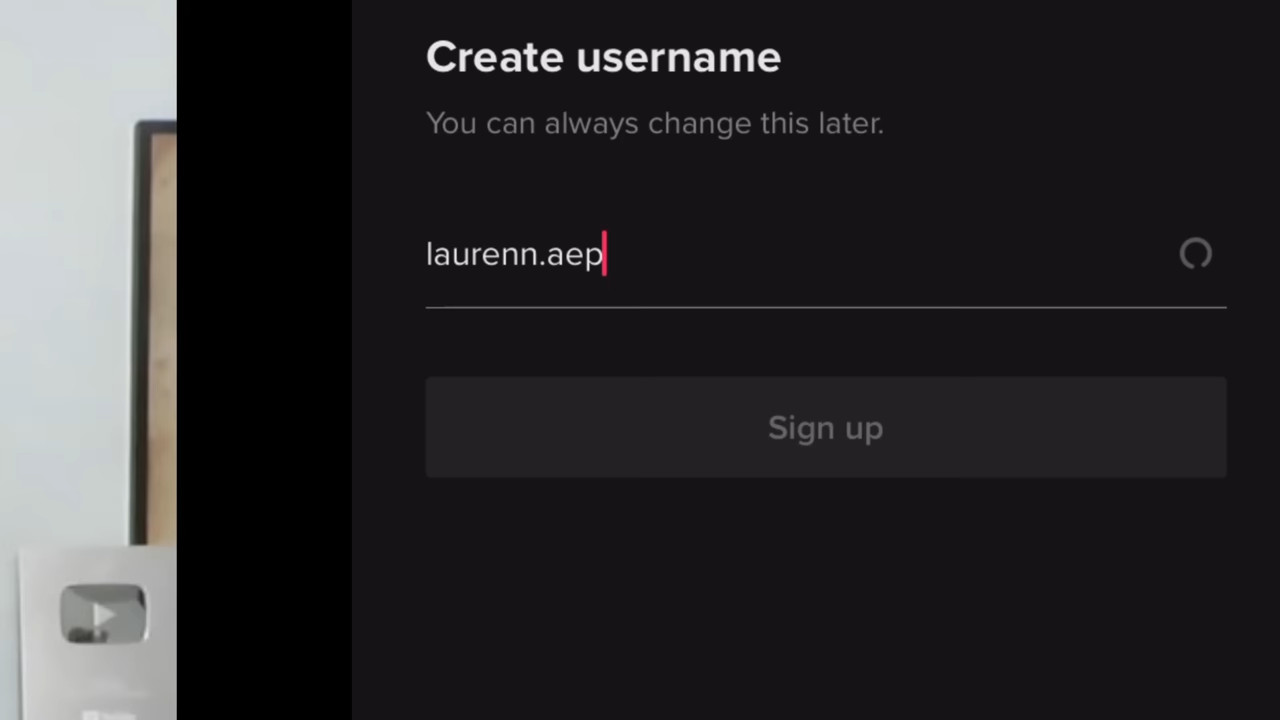 Create username
You can always change this later.
laurenn.aep
Sign up